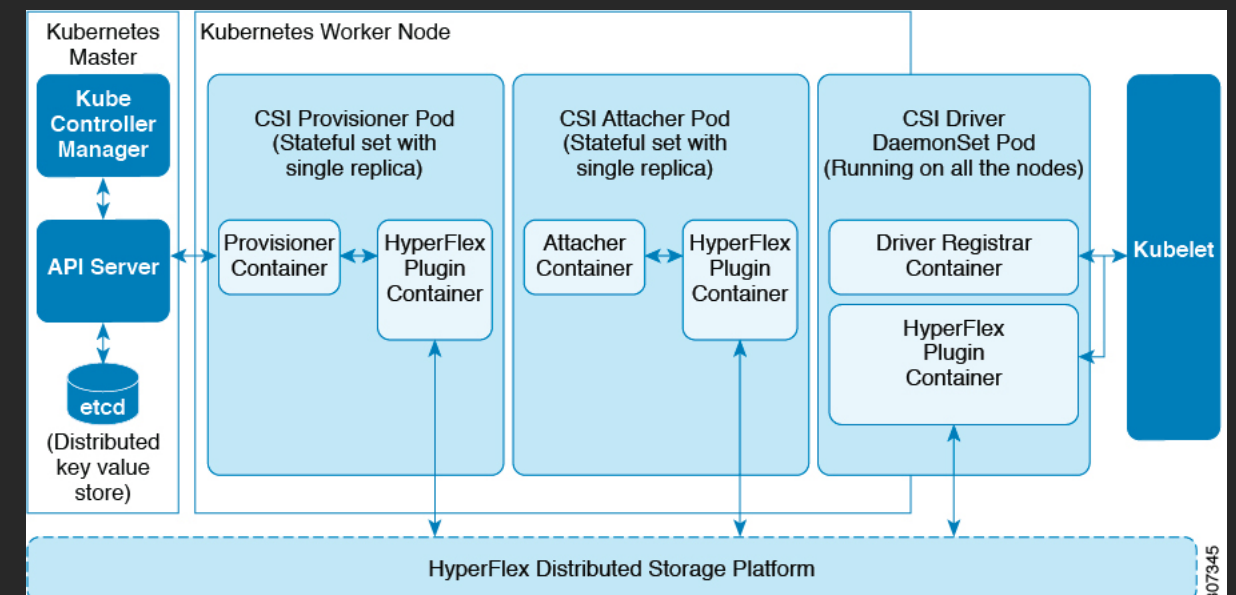 Kubernetes
Master
Kubernetes Worker Node
Kube
Controller
Manager
API Server
etcd
(Distributed
key value
store)
CSI Provisioner Pod
(Stateful set with
single replica)
Provisioner
Container
HyperFlex
Plugin
Container
CSI Attacher Pod
(Stateful set with
single replica)
Attacher
Container
HyperFlex
Plugin
Container
CSI Driver
DaemonSet Pod
(Running on all the nodes)
Driver Registrar
Container
HyperFlex
Plugin
Container
Kubelet
HyperFlex Distributed Storage Platform
307345